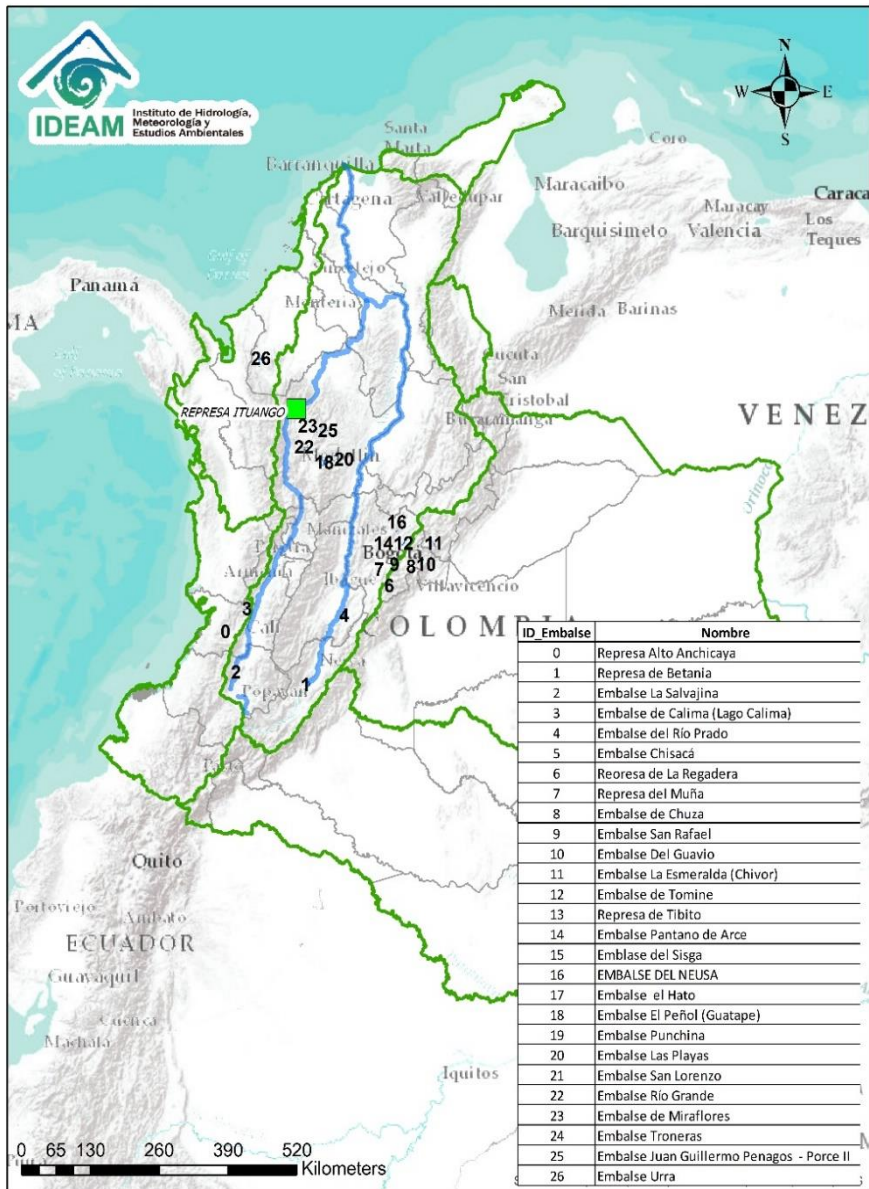 IDEAM
Instituto de Hidrología,
Meteorología y
Estudios Ambientales
N
W E
S
Santa
Marta
Coro
Barranquilla
Cartagena
Valledupar
Maracaibo
Maracay
Caraca
Barquisimeto
Valencia
Los
Teques
Sincelejo
Panamá
Montería
Merida
Barinas
MA
26
Cucuta
San
Cristobal
REPRESA ITUANGO
Bucaramanga
VENEZ
23
25
22
Medellín
18
20
Orinoco
16
Manizales
14
12
11
Pereira
Bogotá
7
9
8
10
Armenia
Ibagué
Villavicencio
6
3
4
COLOMBIA
0
Cali
Neiva
2
1
Popayán
Pasto
Quito
Portoviejo
Ambato
ECUADOR
Guayaquil
Cuenca
Machala
Iquitos
ID_Embalse Nombre
0 Represa Alto Anchicaya
1 Represa de Betania
2 Embalse La Salvajina
3 Embalse de Calima (Lago Calima)
4 Embalse del Río Prado
5 Embalse Chisacá
6 Reoresa de La Regadera
7 Represa del Muña
8 Embalse de Chuza
9 Embalse San Rafael
10 Embalse Del Guavio
11 Embalse La Esmeralda (Chivor)
12 Embalse de Tomine
13 Represa de Tibito
14 Embalse Pantano de Arce
15 Emblase del Sisga
16 EMBALSE DEL NEUSA
17 Embalse el Hato
18 Embalse El Peñol (Guatape)
19 Embalse Punchina
20 Embalse Las Playas
21 Embalse San Lorenzo
22 Embalse Río Grande
23 Embalse de Miraflores
24 Embalse Troneras
25 Embalse Juan Guillermo Penagos - Porce II
26 Embalse Urra
0 65 130 260 390 520
Kilometers